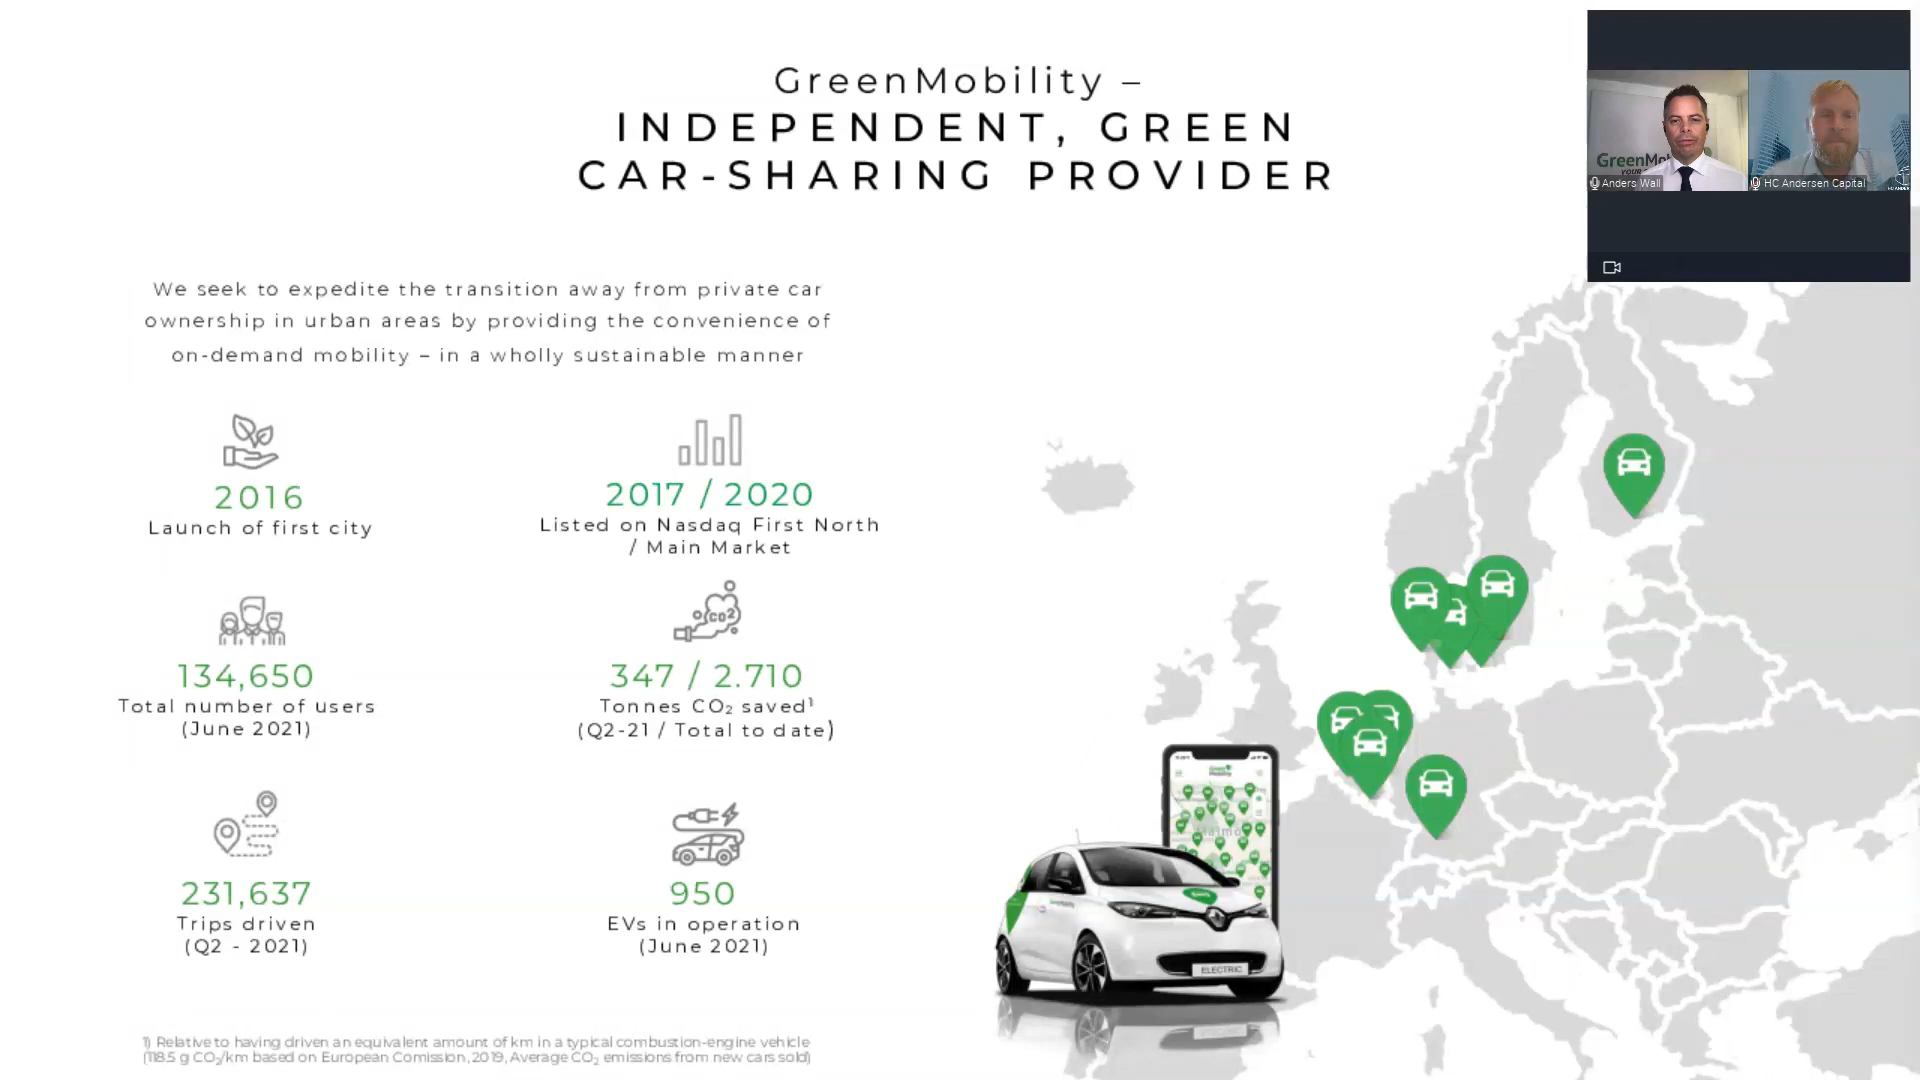 GreenMobility –
INDEPENDENT, GREEN
CAR-SHARING PROVIDER
We seek to expedite the transition away from private car
ownership in urban areas by providing the convenience of
on-demand mobility – in a wholly sustainable manner
2016
Launch of first city
2017 / 2020
Listed on Nasdaq First North
/ Main Market
134,650
Total number of users
(June 2021)
CO2
347 / 2.710
Tonnes CO₂ saved¹
(Q2-21 / Total to date)
231,637
Trips driven
(Q2 - 2021)
950
EVs in operation
(June 2021)
1) Relative to having driven an equivalent amount of km in a typical combustion-engine vehicle
(118.5 g CO₂/km based on European Comission, 2019, Average CO₂ emissions from new cars sold)
Green
Mobility
Malmö
ELECTRIC
Anders Wall
HC Andersen Capital